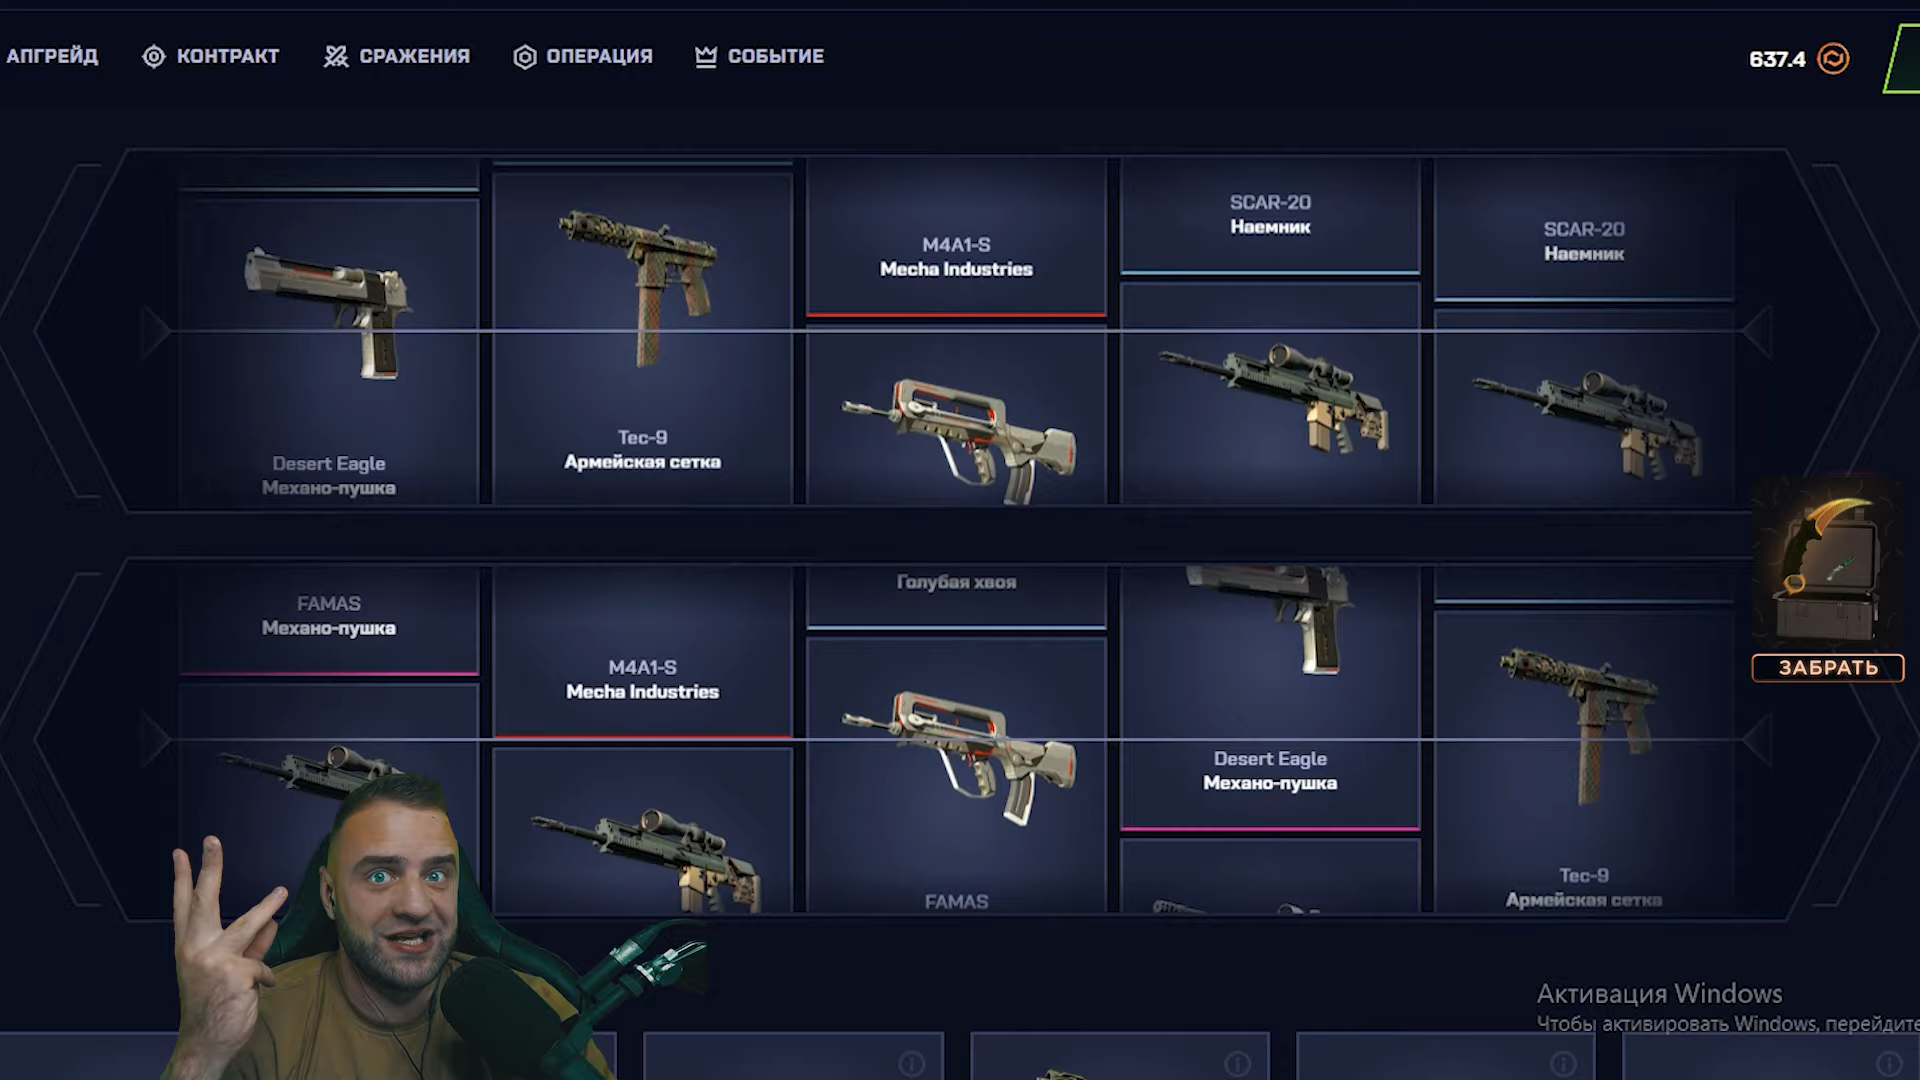 АПГРЕЙД
КОНТРАКТ
СРАЖЕНИЯ
ОПЕРАЦИЯ
СОБЫТИЕ
637.4
Desert Eagle
Механо-пушка
Tec-9
Армейская сетка
M4A1-S
Mecha Industries
SCAR-20
Наемник
SCAR-20
Наемник
FAMAS
Механо-пушка
M4A1-S
Mecha Industries
Голубая хвоя
FAMAS
Desert Eagle
Механо-пушка
Tec-9
Армейская сетка
ЗАБРАТЬ
Активация Windows
Чтобы активировать Windows, перейдите